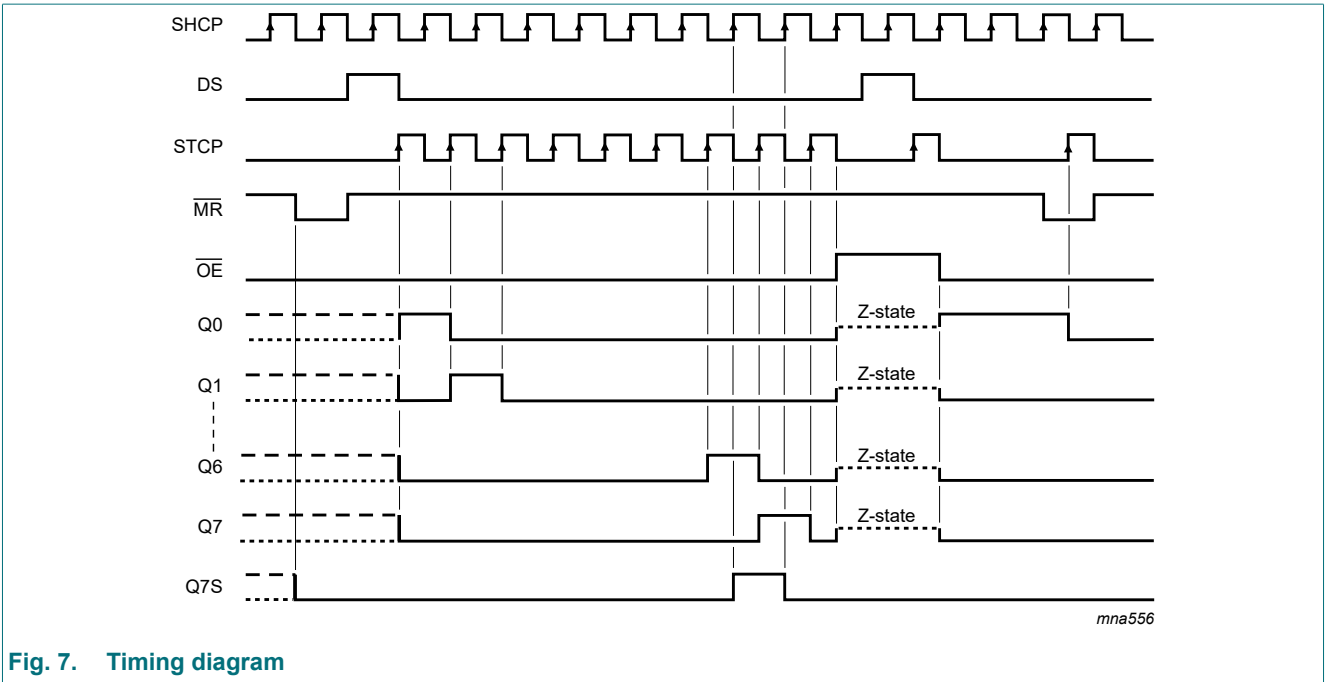 SHCP
DS
STCP
MR
OE
Q0
Z-state
Q1
Z-state
Q6
Z-state
Q7
Z-state
Q7S
mna556
Fig. 7. Timing diagram